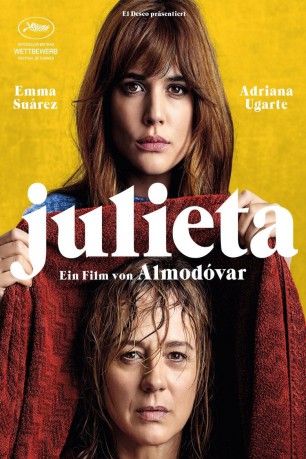 El Deseo präsentiert
WETTBEWERB
Emma
Suárez
Adriana
Ugarte
julieta
Ein Film von Almodóvar